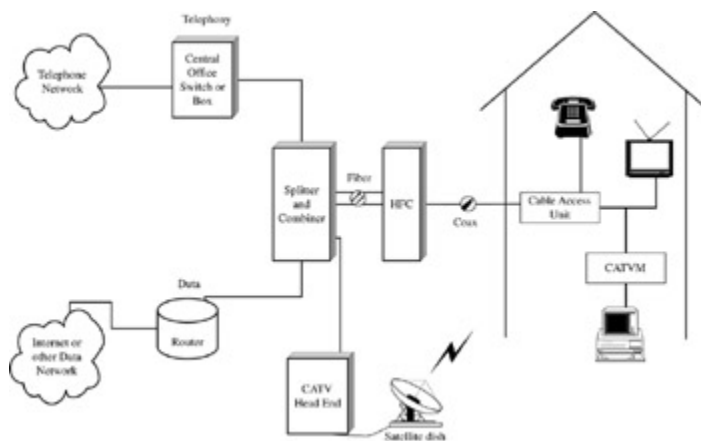 Telephony
Telephone
Network
Central
Office
Switch or
Box
Splitter
and
Combiner
Fiber
HFC
Coax
Cable Access
Unit
CATVM
Data
Router
Internet or
other Data
Network
CATV
Head End
Satellite dish